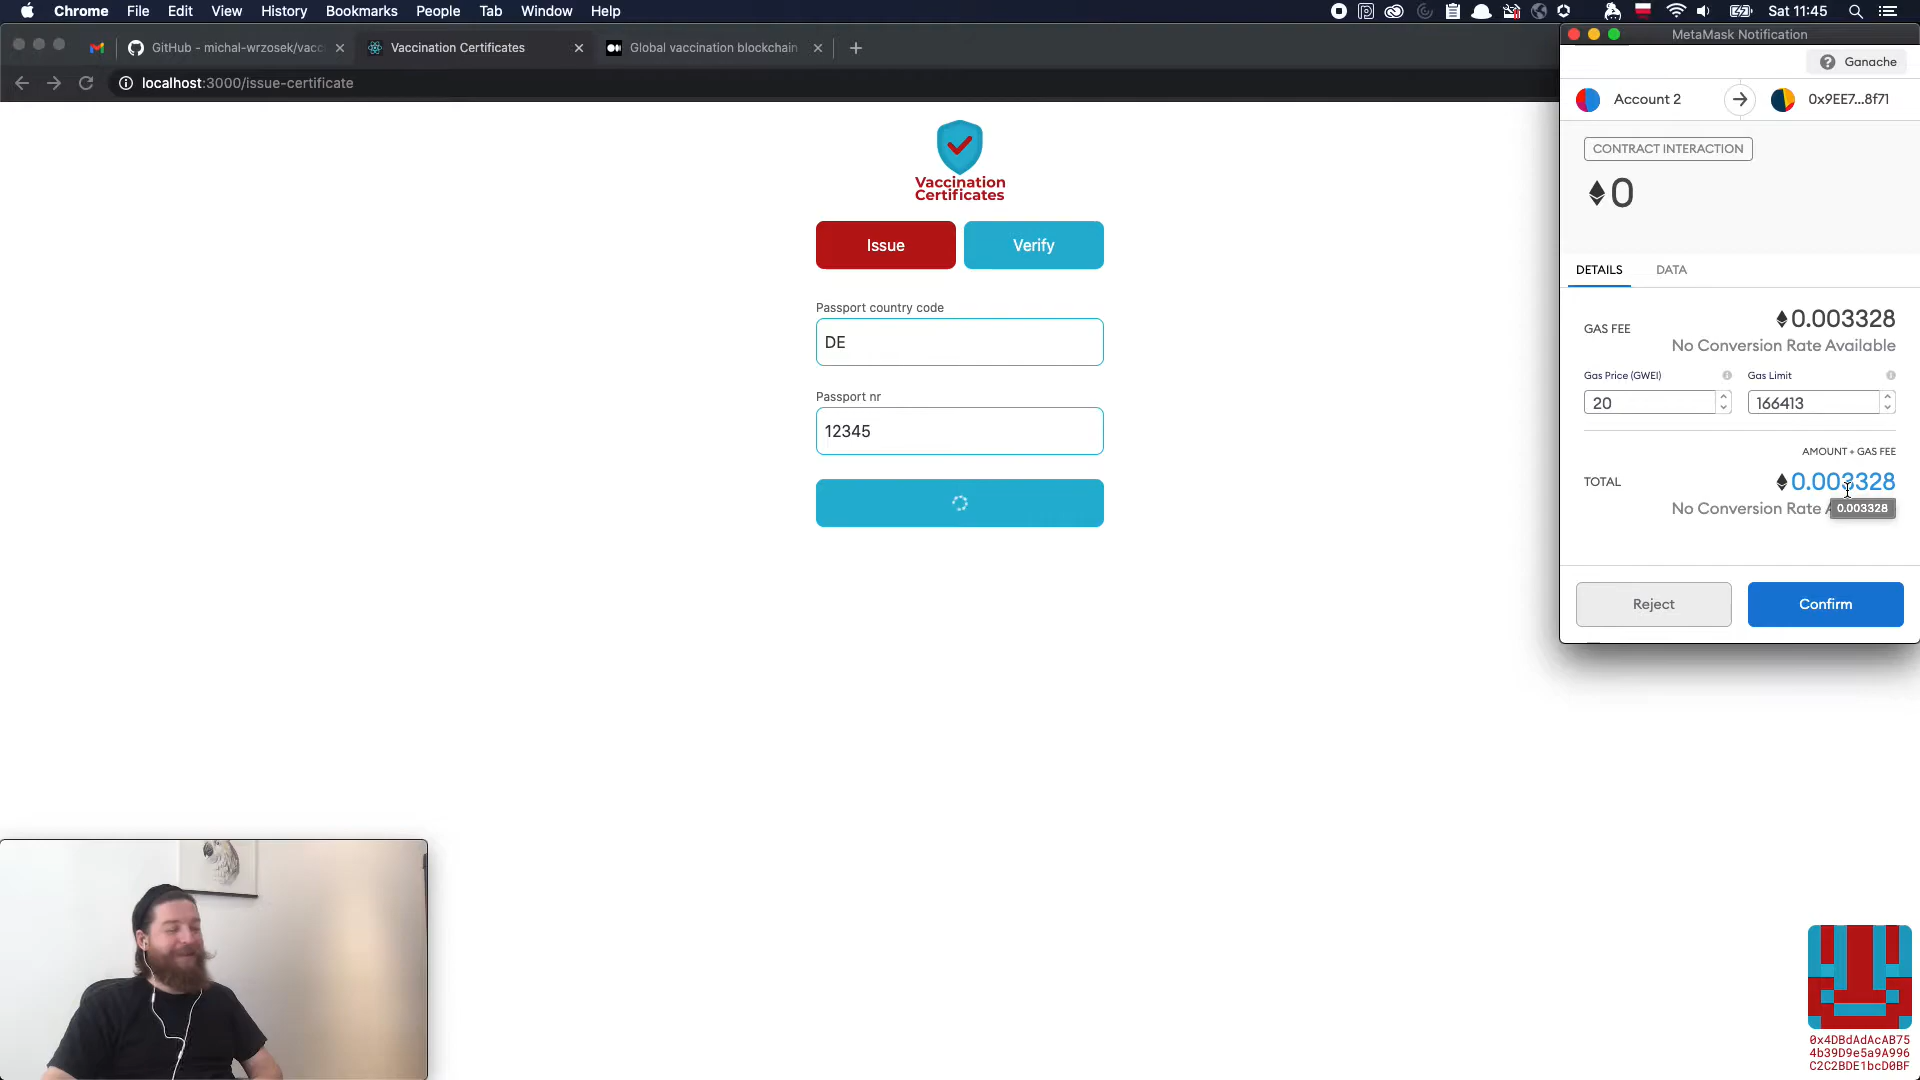 Chrome File Edit View History Bookmarks People Tab Window Help
Sat 11:45
GitHub - michal-wrzosek/vacc
Vaccination Certificates
Global vaccination blockchain
localhost:3000/issue-certificate
Vaccination
Certificates
Issue
Verify
Passport country code
DE
Passport nr
12345
MetaMask Notification
Ganache
Account 2
0x9EE7...8f71
CONTRACT INTERACTION
0
DETAILS
DATA
GAS FEE
0.003328
No Conversion Rate Available
Gas Price (GWEI)
Gas Limit
20
166413
AMOUNT + GAS FEE
TOTAL
0.003328
No Conversion Rate
0.003328
Reject
Confirm
0x4DBdAdAcAB75
4b39D9e5a9A996
C2C2BDE1bcD0BF